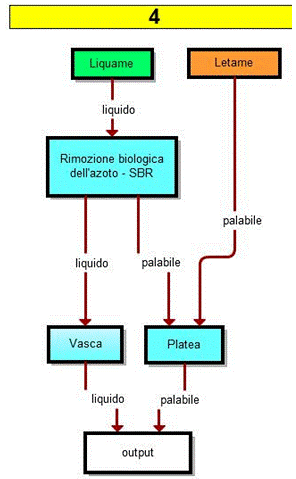 4
Liquame
Letame
liquido
Rimozione biologica
dell'azoto - SBR
palabile
liquido
palabile
Vasca
Platea
liquido
palabile
output